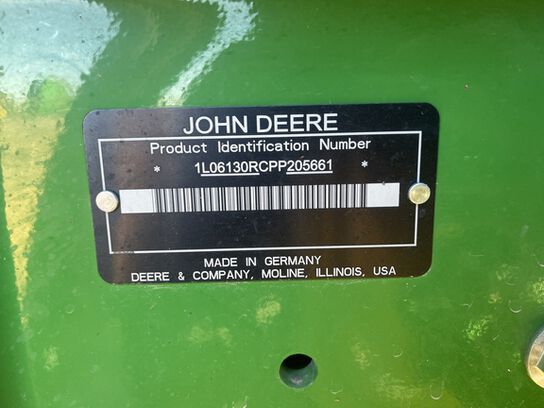 JOHN DEERE
Product Identification Number
* 1L06130RCPP205661 *
MADE IN GERMANY
DEERE & COMPANY, MOLINE, ILLINOIS, USA